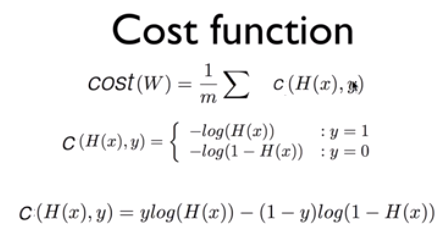 Cost function
cost(W) = 1/m ∑ c(H(x), y)
C(H(x), y) = { -log(H(x)) : y = 1
-log(1 - H(x)) : y = 0
C:(H(x), y) = ylog(H(x)) - (1 - y)log(1 - H(x))